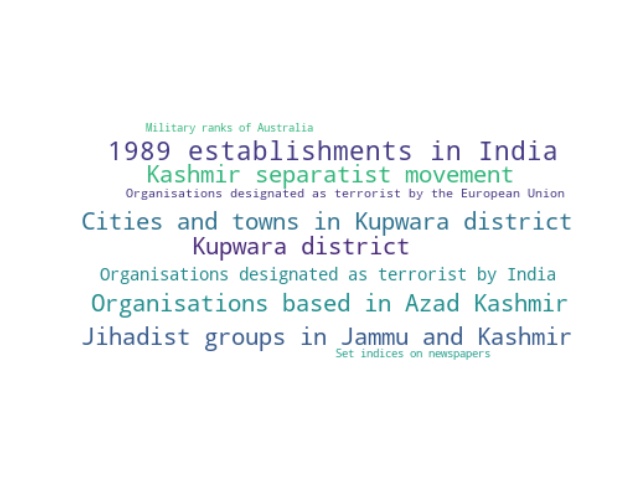 Military ranks of Australia
1989 establishments in India
Kashmir separatist movement
Organisations designated as terrorist by the European Union
Cities and towns in Kupwara district
Kupwara district
Organisations designated as terrorist by India
Organisations based in Azad Kashmir
Jihadist groups in Jammu and Kashmir
Set indices on newspapers